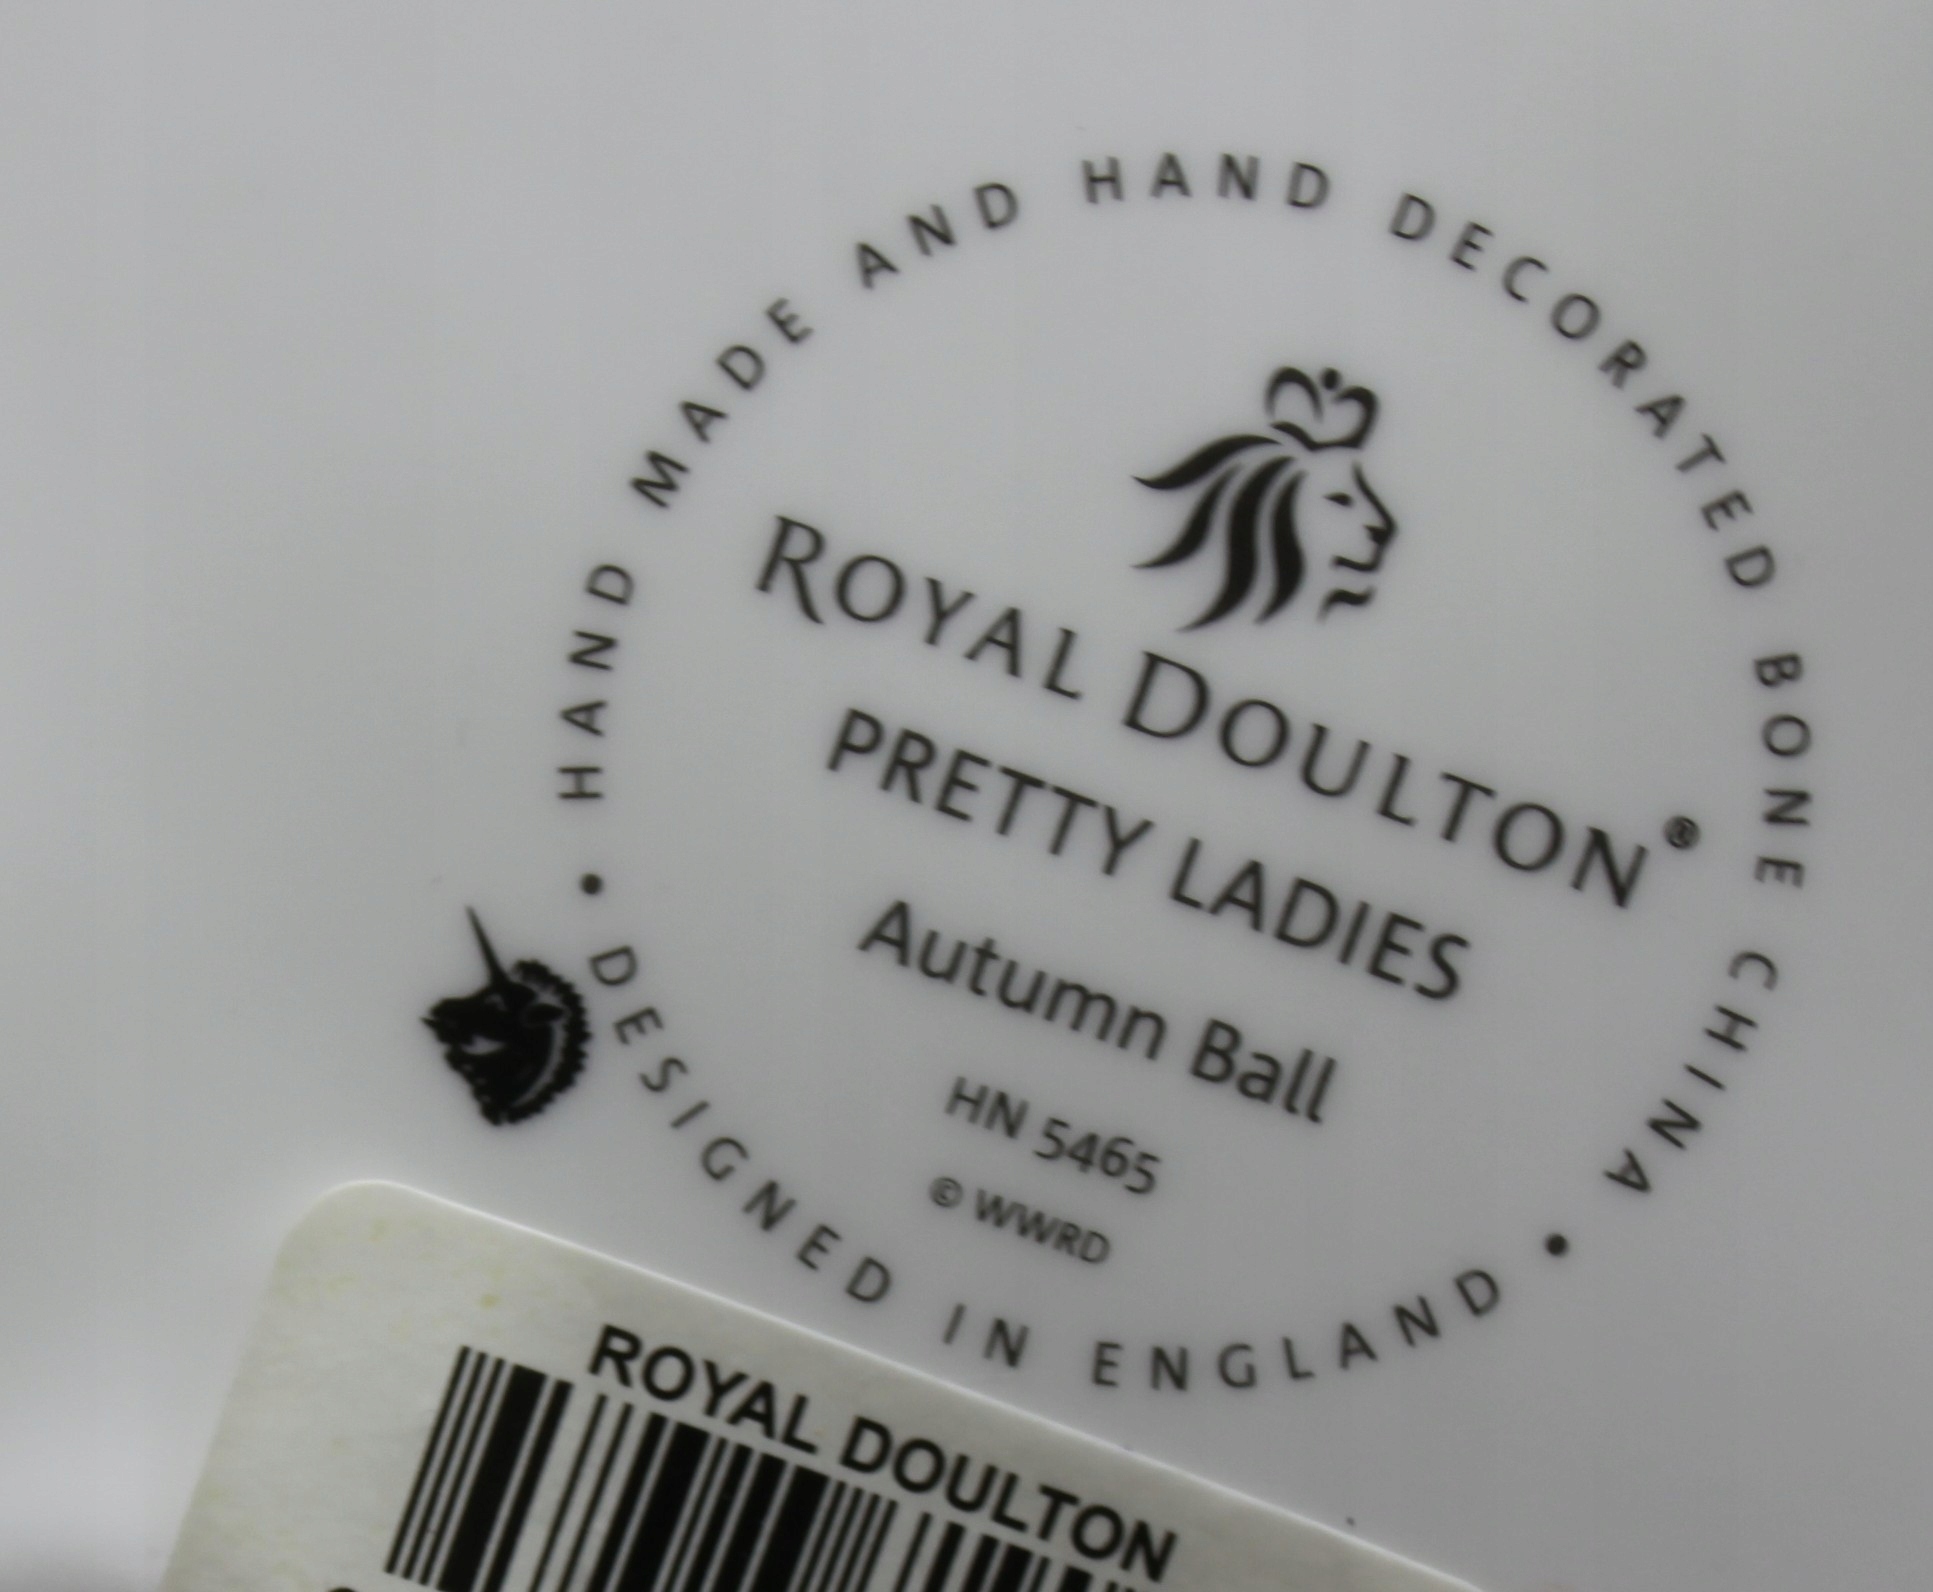 HAND MADE AND HAND DECORATED BONE CHINA •
ROYAL DOULTON®
PRETTY LADIES
Autumn Ball
HN 5465
© WWRD
DESIGNED IN ENGLAND •
ROYAL DOULTON